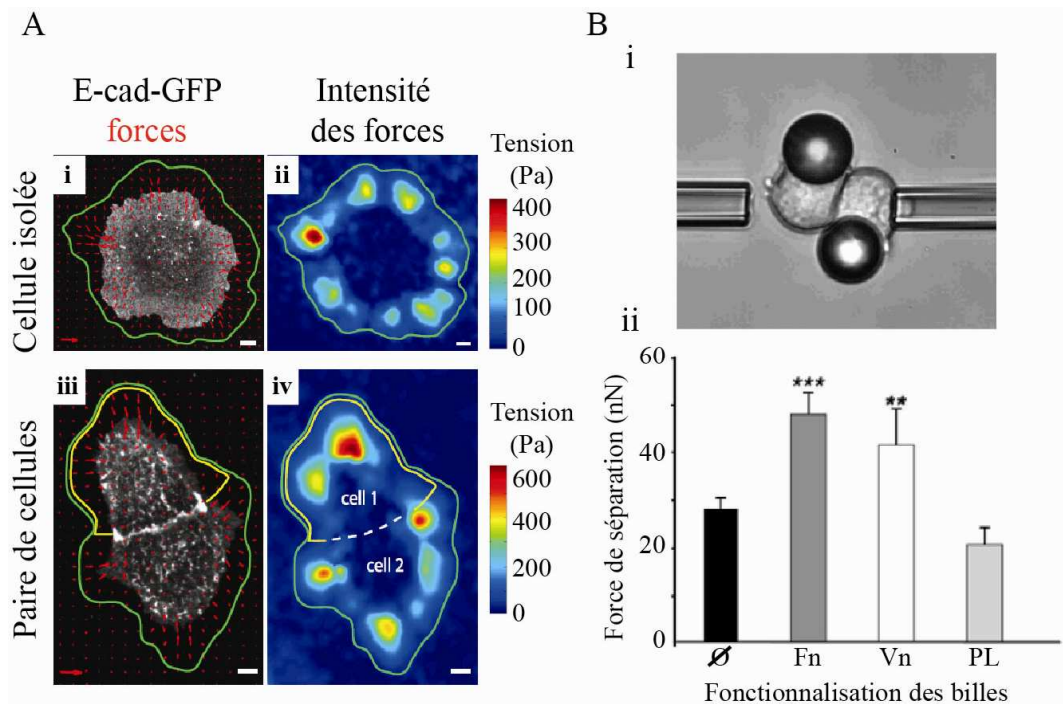 A
E-cad-GFP
forces
Intensité
des forces
Tension
(Pa)
Cellule isolée
i
ii
400
300
200
100
0
Paire de cellules
iii
iv
cell 1
cell 2
Tension
(Pa)
600
400
200
0
B
i
ii
Force de séparation (nN)
60
40
20
0
***
**
Ø
Fn
Vn
PL
Fonctionnalisation des billes